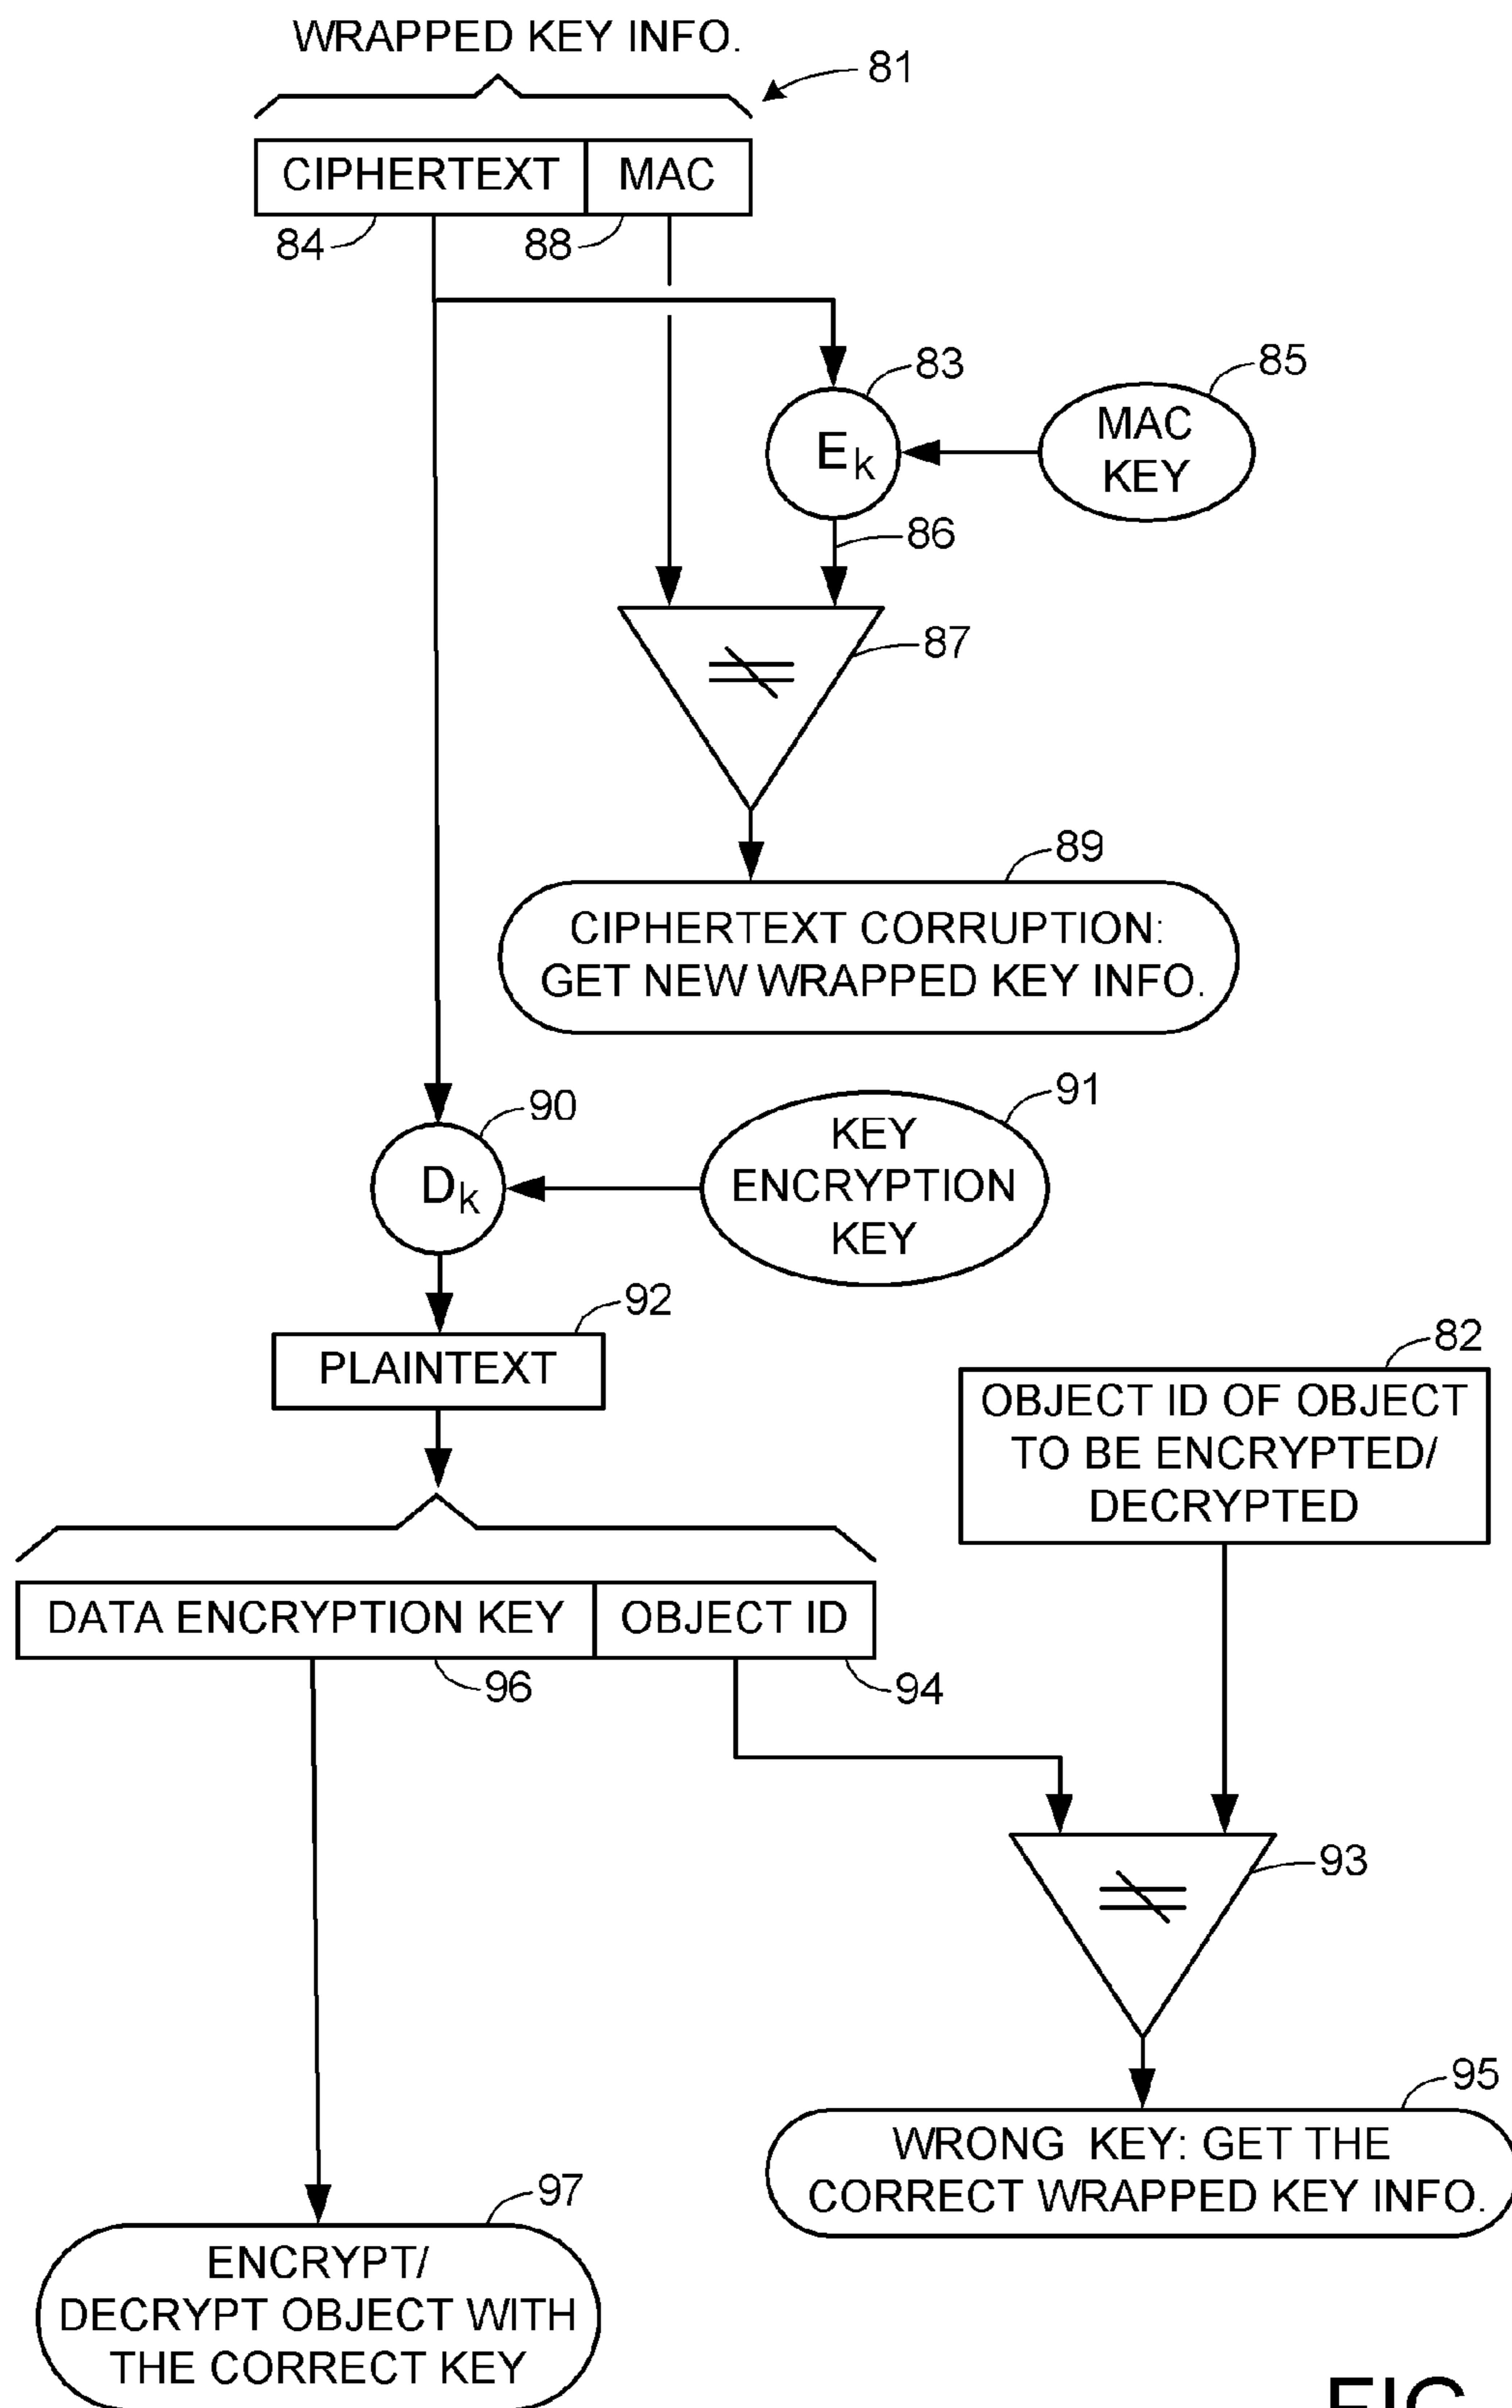 WRAPPED KEY INFO.
81
CIPHERTEXT MAC
84 88
83
85
Ek
MAC
KEY
86
87
89
CIPHERTEXT CORRUPTION:
GET NEW WRAPPED KEY INFO.
90
91
Dk
KEY
ENCRYPTION
KEY
92
PLAINTEXT
82
OBJECT ID OF OBJECT
TO BE ENCRYPTED/
DECRYPTED
DATA ENCRYPTION KEY OBJECT ID
96 94
≠
93
≠
95
WRONG KEY: GET THE
CORRECT WRAPPED KEY INFO.
97
ENCRYPT/
DECRYPT OBJECT WITH
THE CORRECT KEY